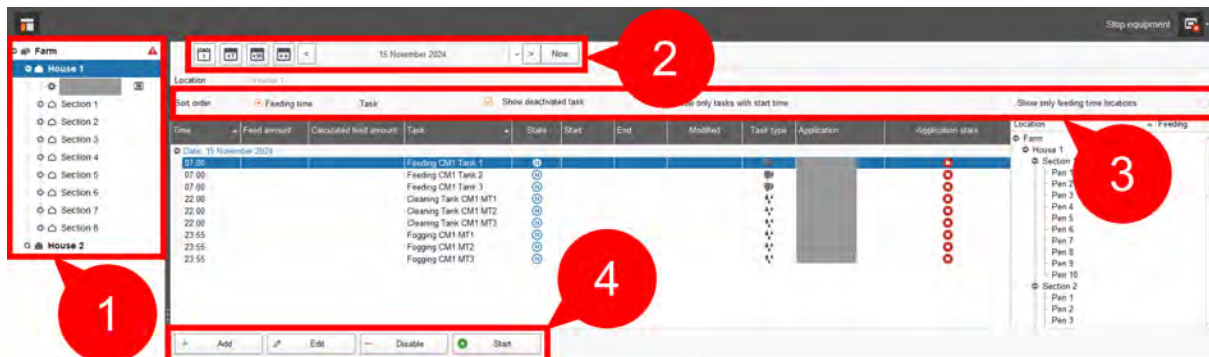 Stop equipment
Farm
House 1
Section 1
Section 2
Section 3
Section 4
Section 5
Section 6
Section 7
Section 8
House 2
1
< 15 November 2024 > Now
2
Location House 1
Sort order Feeding time Task Show deactivated task only tasks with start time Show only feeding time locations
Time Feed amount Calculated feed amount Task State Start End Modified Task type Application Application state
Date: 15 November 2024
07:00 Feeding CM1 Tank 1
07:00 Feeding CM1 Tank 2
07:00 Feeding CM1 Tank 3
22:00 Cleaning Tank CM1 MT1
22:00 Cleaning Tank CM1 MT2
22:00 Cleaning Tank CM1 MT3
23:55 Fogging CM1 MT1
23:55 Fogging CM1 MT2
23:55 Fogging CM1 MT3
Location Feeding
Farm
House 1
Section
Pen 1
Pen 2
Pen 3
Pen 4
Pen 5
Pen 6
Pen 7
Pen 8
Pen 9
Pen 10
Section 2
Pen 1
Pen 2
Pen 3
3
4
+ Add Edit − Disable Start